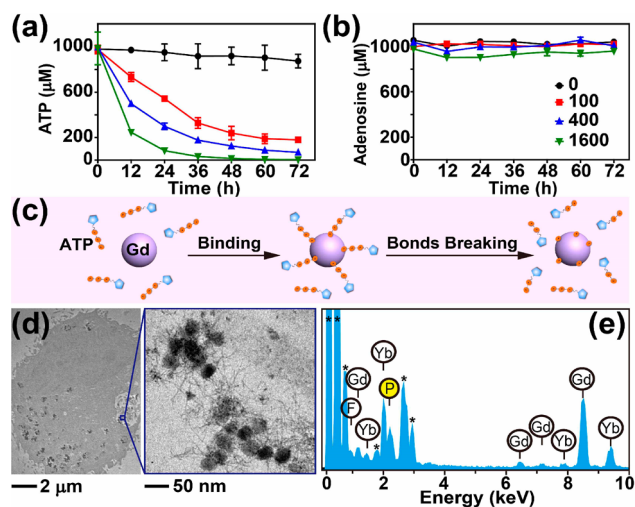 (a)
ATP (μM)
1000
600
200
0
0 12 24 36 48 60 72
Time (h)
(b)
Adenosine (μM)
1000
600
200
0
0
100
400
1600
0 12 24 36 48 60 72
Time (h)
(c)
ATP
Gd
Binding
Bonds Breaking
(d)
2 μm
50 nm
(e)
* * * F Gd Yb * Yb P * * Gd Gd Yb Gd Yb
0 2 4 6 8 10
Energy (keV)